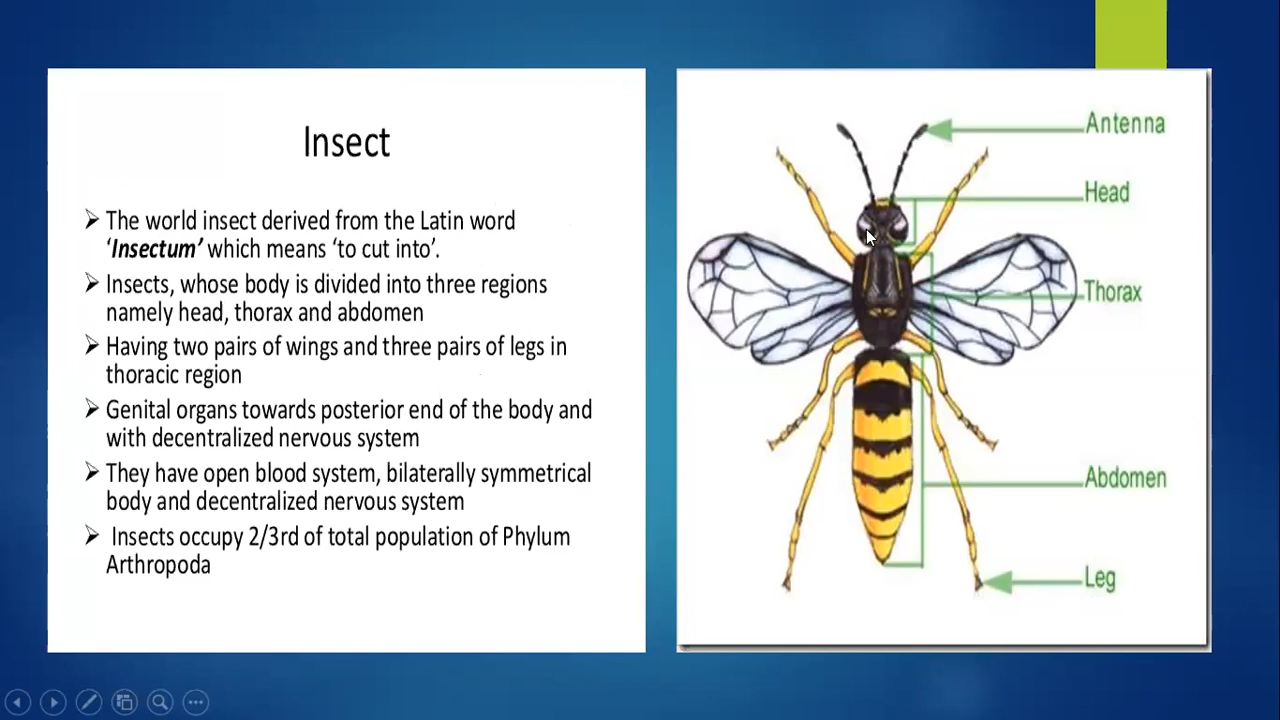 Insect
➢ The world insect derived from the Latin word
‘Insectum’ which means ‘to cut into’.
➢ Insects, whose body is divided into three regions
namely head, thorax and abdomen
➢ Having two pairs of wings and three pairs of legs in
thoracic region
➢ Genital organs towards posterior end of the body and
with decentralized nervous system
➢ They have open blood system, bilaterally symmetrical
body and decentralized nervous system
➢ Insects occupy 2/3rd of total population of Phylum
Arthropoda
Antenna
Head
Thorax
Abdomen
Leg